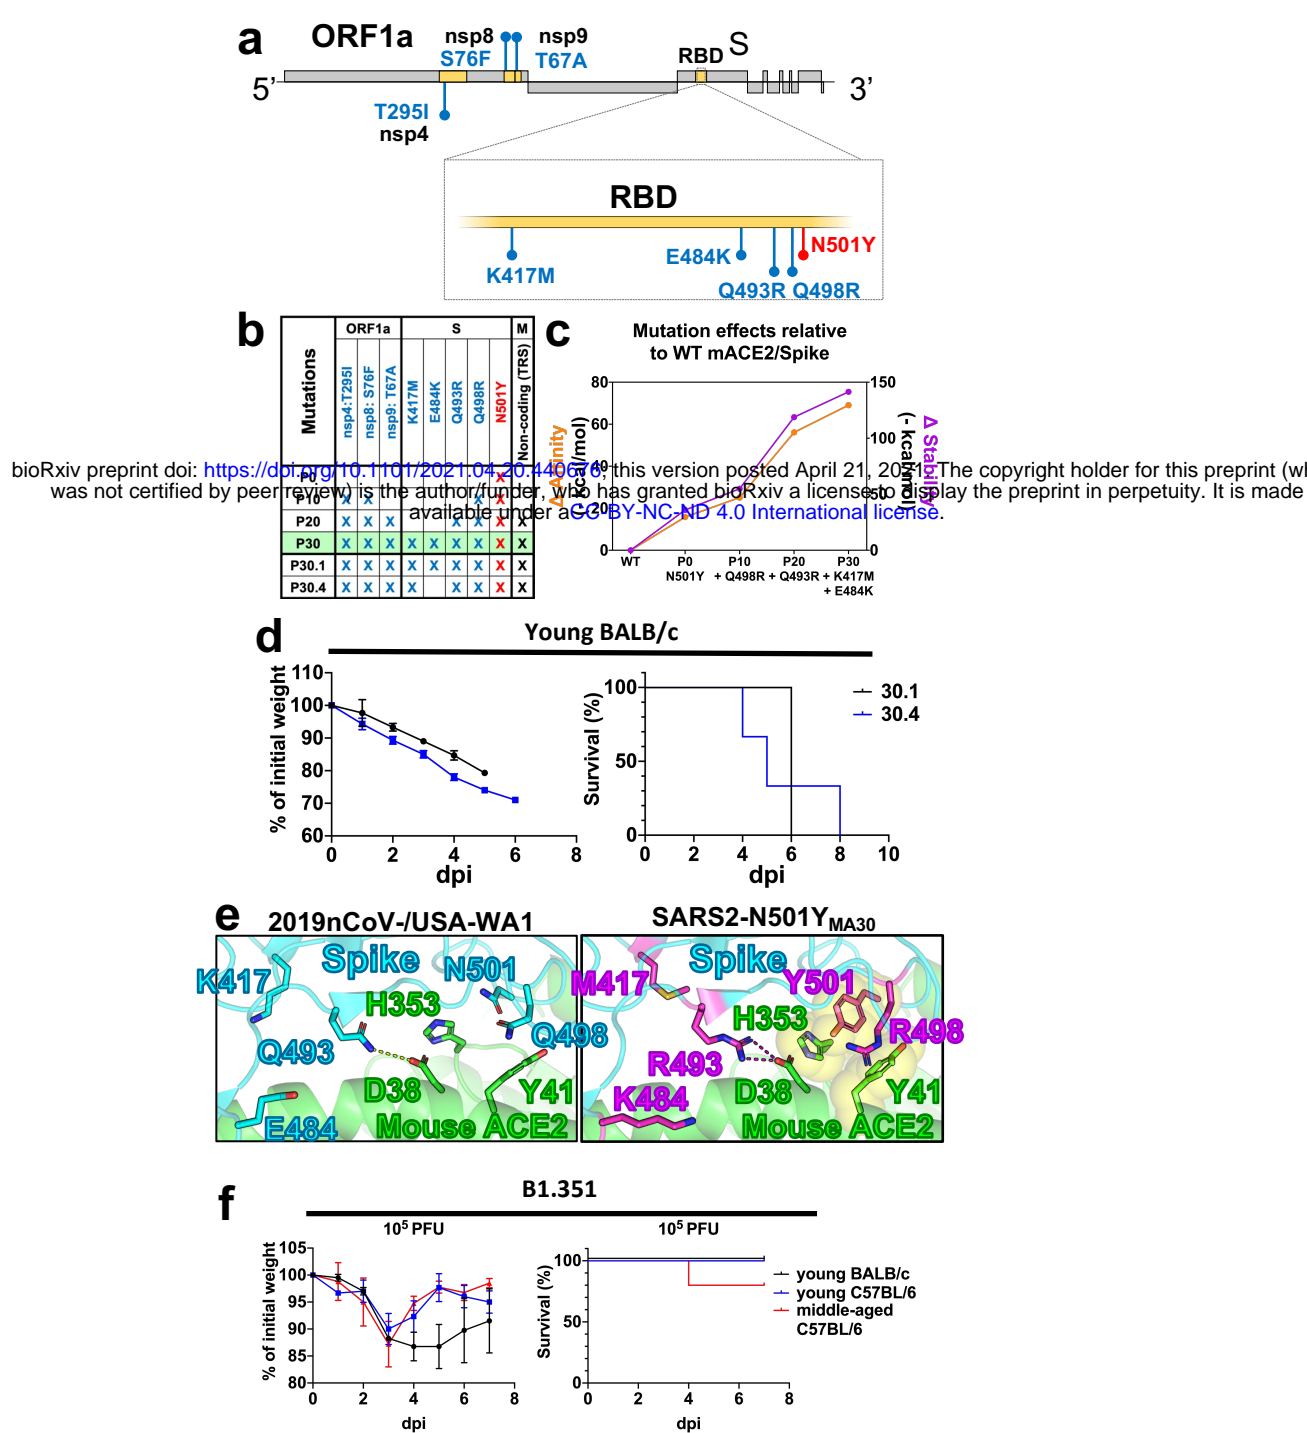 a
ORF1a
nsp8
nsp9
S76F
T67A
RBD
S
5’
3’
T295I
nsp4
RBD
K417M
E484K
N501Y
Q493R
Q498R
b
Mutations
ORF1a
S
M
nsp4:T295I
nsp8: S76F
nsp9: T67A
K417M
E484K
Q493R
Q498R
N501Y
Non-coding (TRS)
P0 X
P10 X X X X
P20 X X X X X X X
P30 X X X X X X X X X
P30.1 X X X X X X X X X
P30.4 X X X X X X X X
c
Mutation effects relative
to WT mACE2/Spike
Δ Affinity
(- kcal/mol)
80
60
40
20
0
150
100
50
0
Δ Stability
(- kcal/mol)
WT P0 P10 P20 P30
N501Y + Q498R + Q493R + K417M
+ E484K
bioRxiv preprint doi: https://doi.org/10.1101/2021.04.20.440676; this version posted April 21, 2021. The copyright holder for this preprint (wh
was not certified by peer review) is the author/funder, who has granted bioRxiv a license to display the preprint in perpetuity. It is made
available under aCC-BY-NC-ND 4.0 International license.
d
Young BALB/c
% of initial weight
110
100
90
80
70
60
0 2 4 6 8
dpi
Survival (%)
100
50
0
0 2 4 6 8 10
dpi
30.1
30.4
e
2019nCoV-/USA-WA1
K417
Spike
N501
H353
Q498
Q493
D38
Y41
E484
Mouse ACE2
SARS2-N501YMA30
M417
Spike
Y501
H353
R498
R493
D38
Y41
K484
Mouse ACE2
f
B1.351
10⁵ PFU
10⁵ PFU
% of initial weight
105
100
95
90
85
80
0 2 4 6 8
dpi
Survival (%)
100
50
0
0 2 4 6 8
dpi
young BALB/c
young C57BL/6
middle-aged
C57BL/6